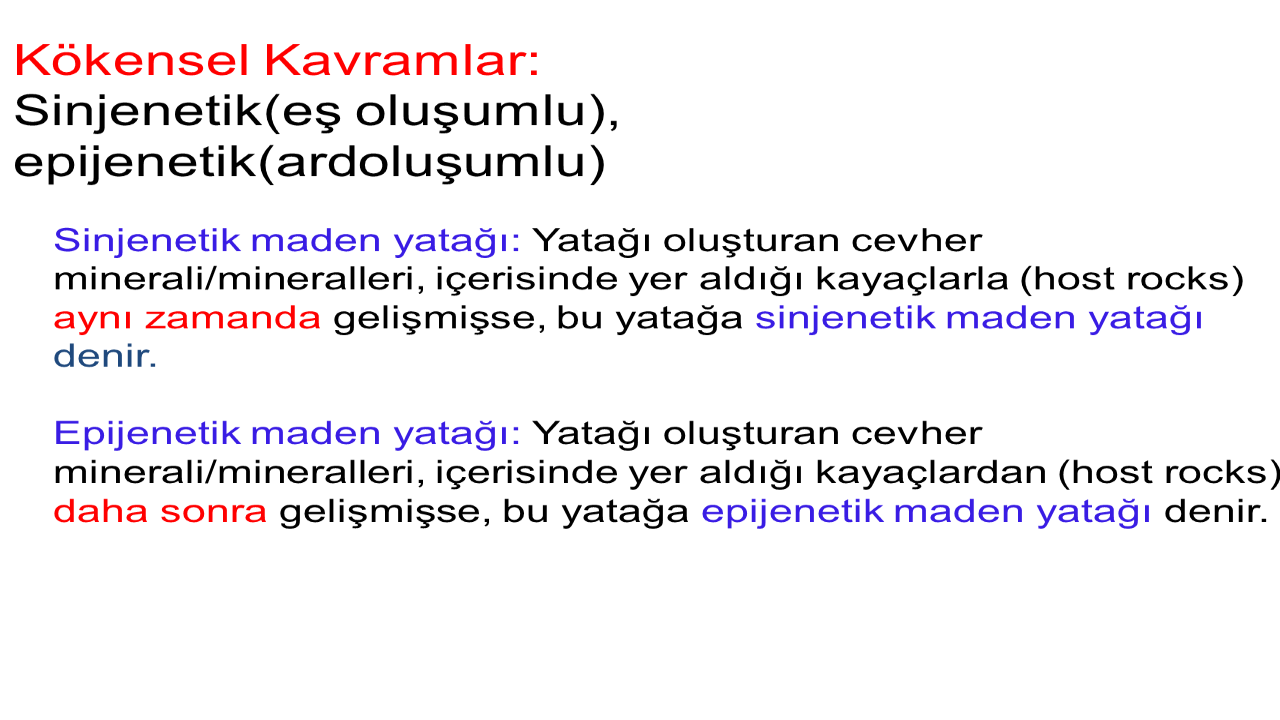 Kökensel Kavramlar:
Sinjenetik(eş oluşumlu),
epijenetik(ardoluşumlu)
Sinjenetik maden yatağı: Yatağı oluşturan cevher
minerali/mineralleri, içerisinde yer aldığı kayaçlarla (host rocks)
aynı zamanda gelişmişse, bu yatağa sinjenetik maden yatağı
denir.
Epijenetik maden yatağı: Yatağı oluşturan cevher
minerali/mineralleri, içerisinde yer aldığı kayaçlardan (host rocks)
daha sonra gelişmişse, bu yatağa epijenetik maden yatağı denir.